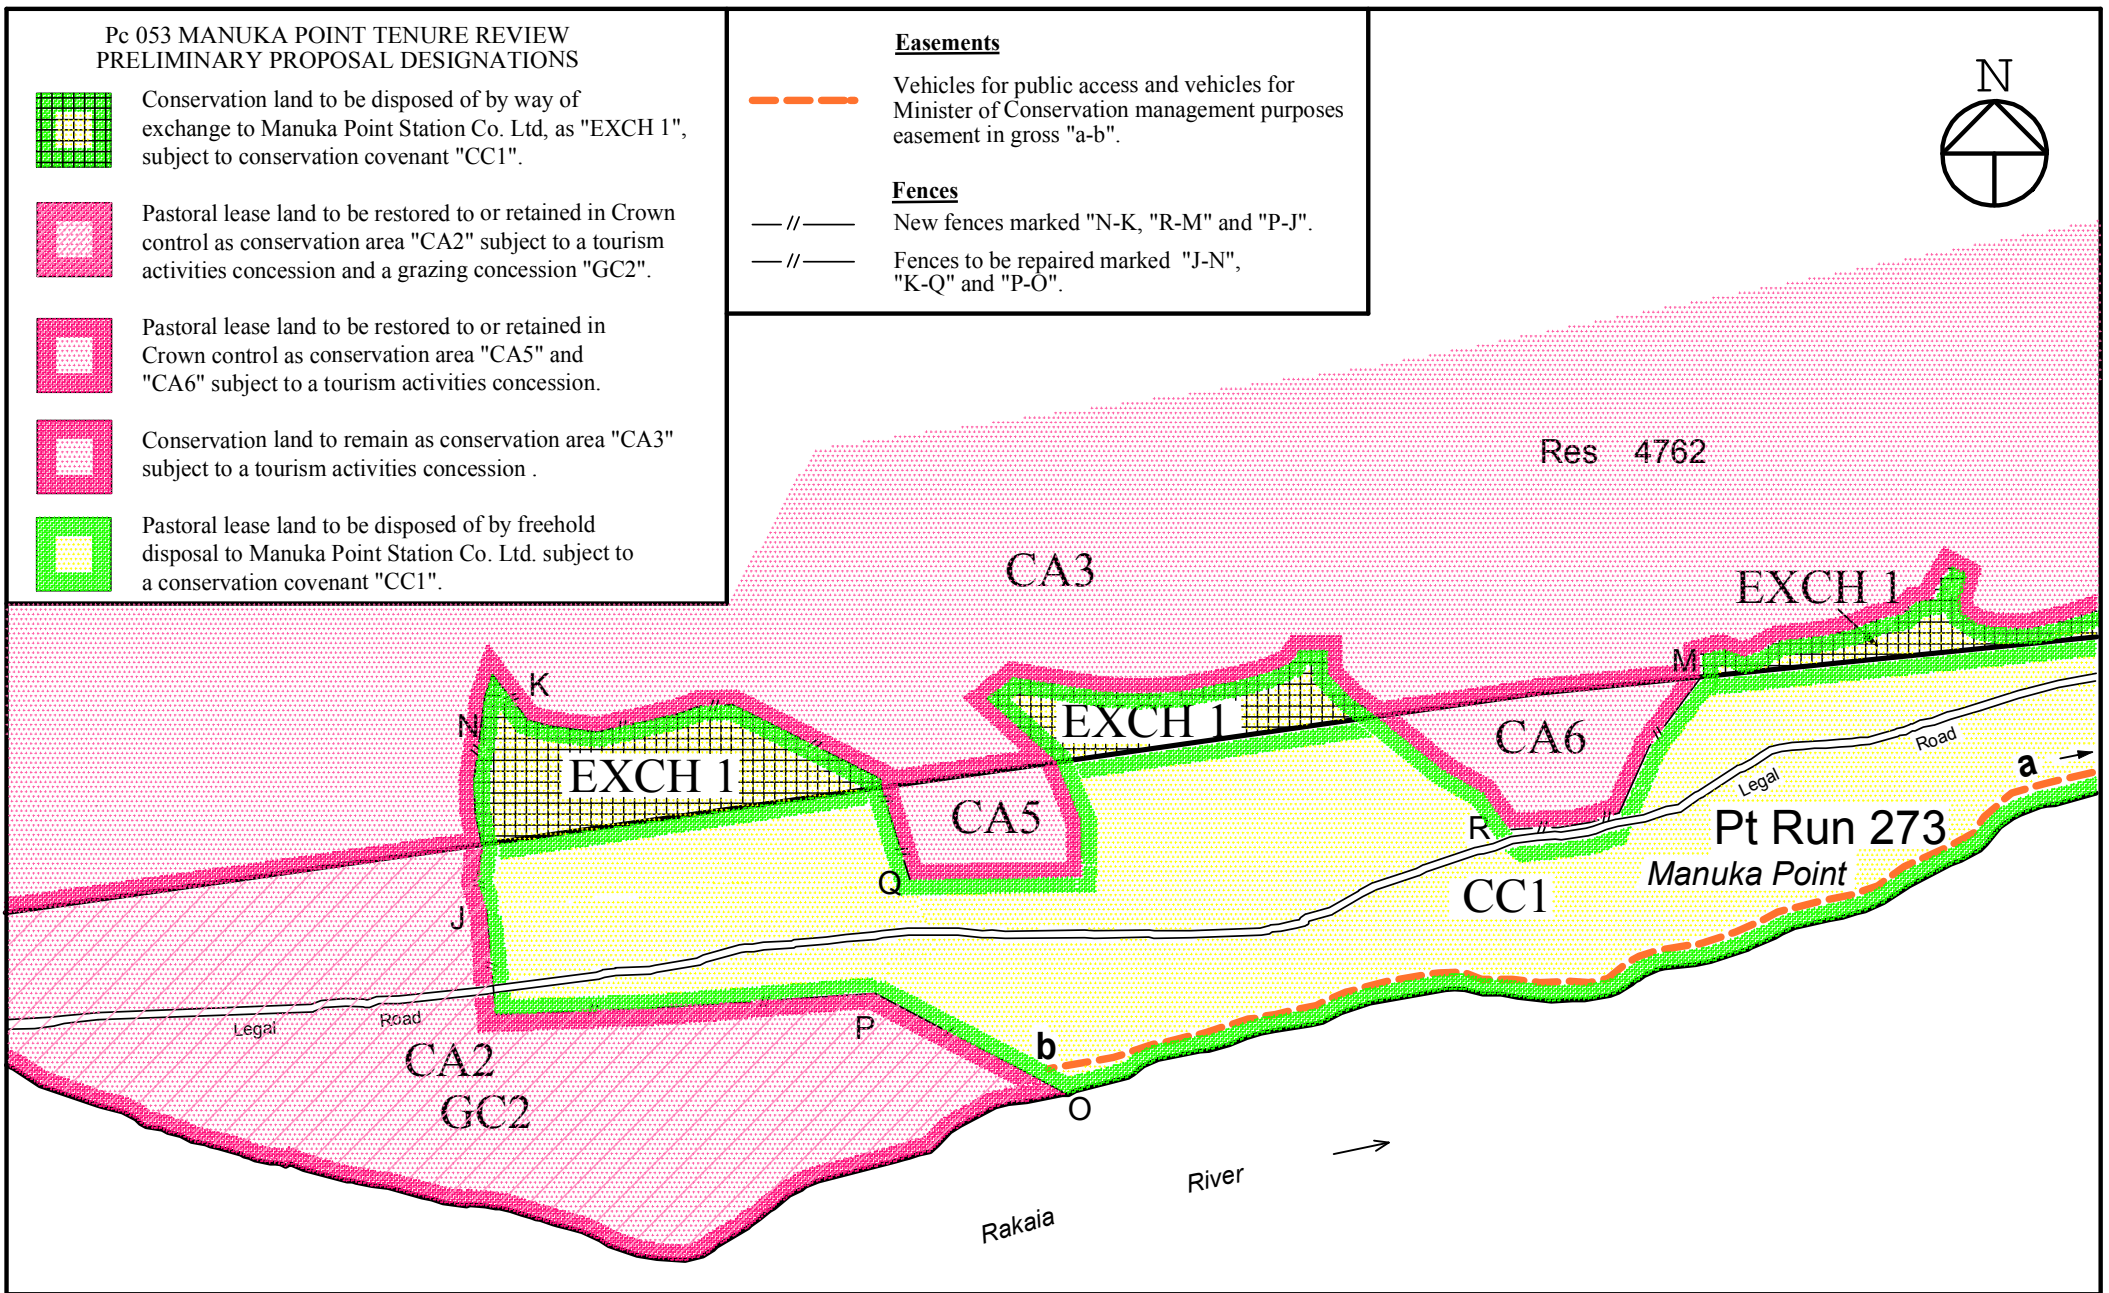 Pc 053 MANUKA POINT TENURE REVIEW
PRELIMINARY PROPOSAL DESIGNATIONS
Conservation land to be disposed of by way of
exchange to Manuka Point Station Co. Ltd, as "EXCH 1",
subject to conservation covenant "CC1".
Pastoral lease land to be restored to or retained in Crown
control as conservation area "CA2" subject to a tourism
activities concession and a grazing concession "GC2".
Pastoral lease land to be restored to or retained in
Crown control as conservation area "CA5" and
"CA6" subject to a tourism activities concession.
Conservation land to remain as conservation area "CA3"
subject to a tourism activities concession .
Pastoral lease land to be disposed of by freehold
disposal to Manuka Point Station Co. Ltd. subject to
a conservation covenant "CC1".
Easements
Vehicles for public access and vehicles for
Minister of Conservation management purposes
easement in gross "a-b".
Fences
New fences marked "N-K, "R-M" and "P-J".
Fences to be repaired marked "J-N",
"K-Q" and "P-O".
N
Res 4762
CA3
EXCH 1
M
K
N
EXCH 1
EXCH 1
CA6
Road
a
Legal
CA5
R
Pt Run 273
Manuka Point
Q
CC1
J
Legal
Road
P
CA2
b
GC2
O
River
Rakaia